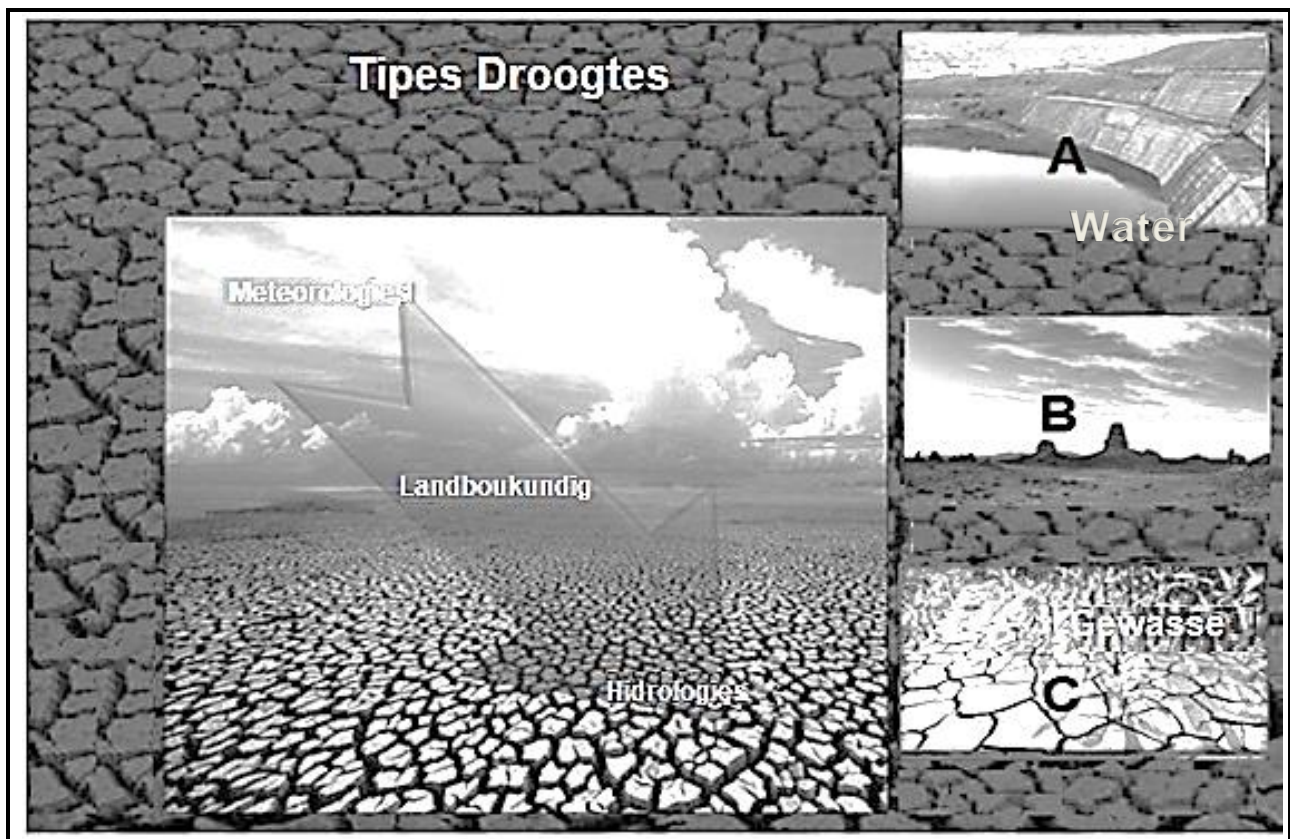 Tipes Droogtes
A
Water
Meteorologies
B
Landboukundig
Gewasse
Hidrologies
C